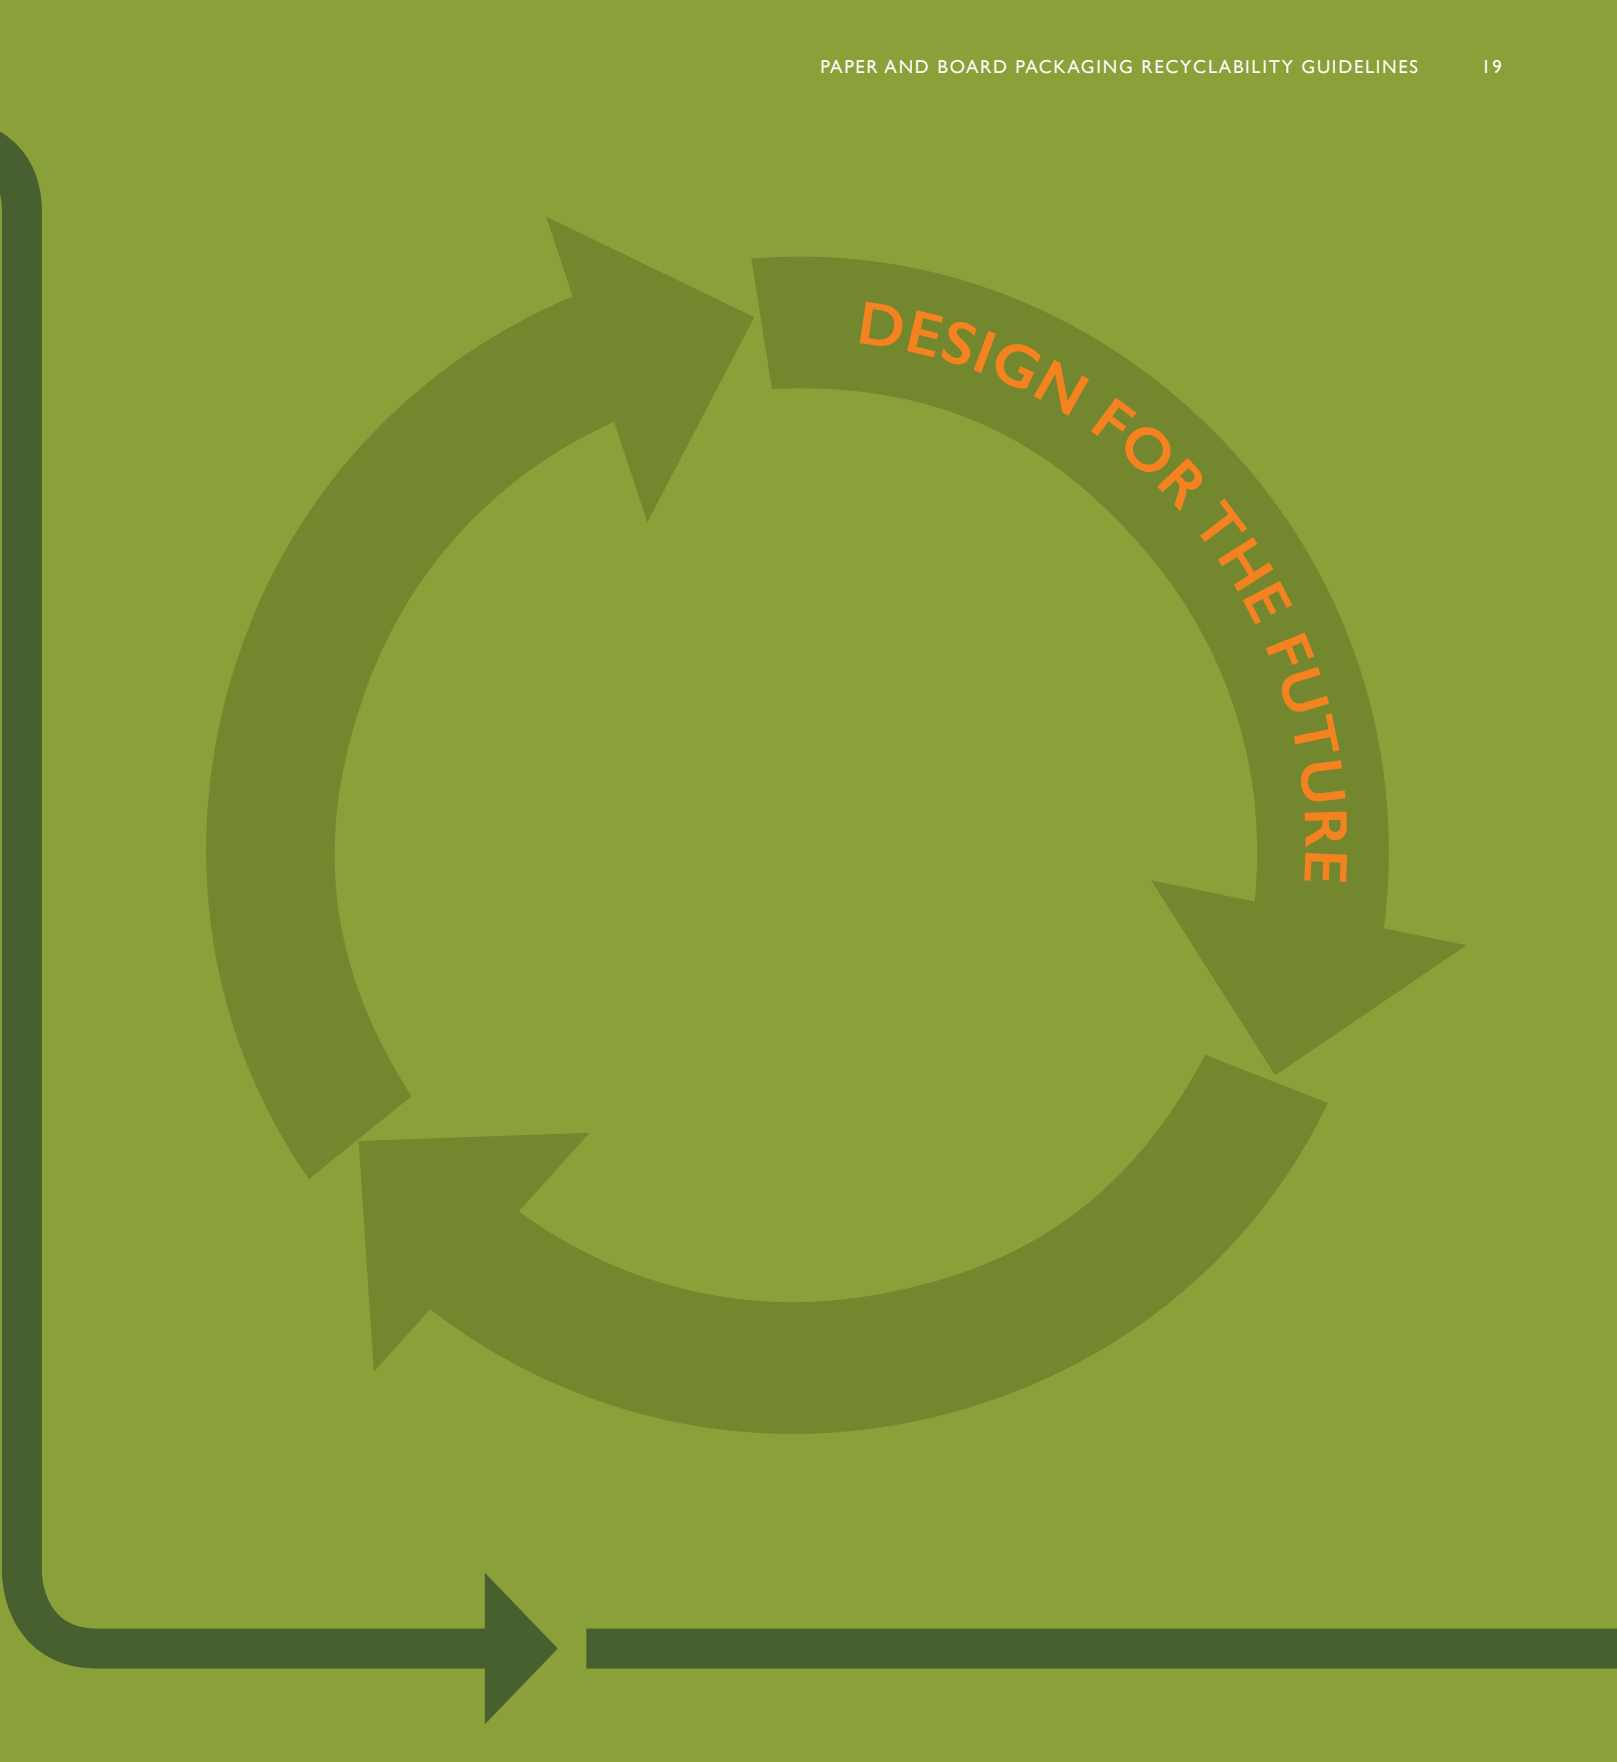 PAPER AND BOARD PACKAGING RECYCLABILITY GUIDELINES 19
DESIGN FOR THE FUTURE